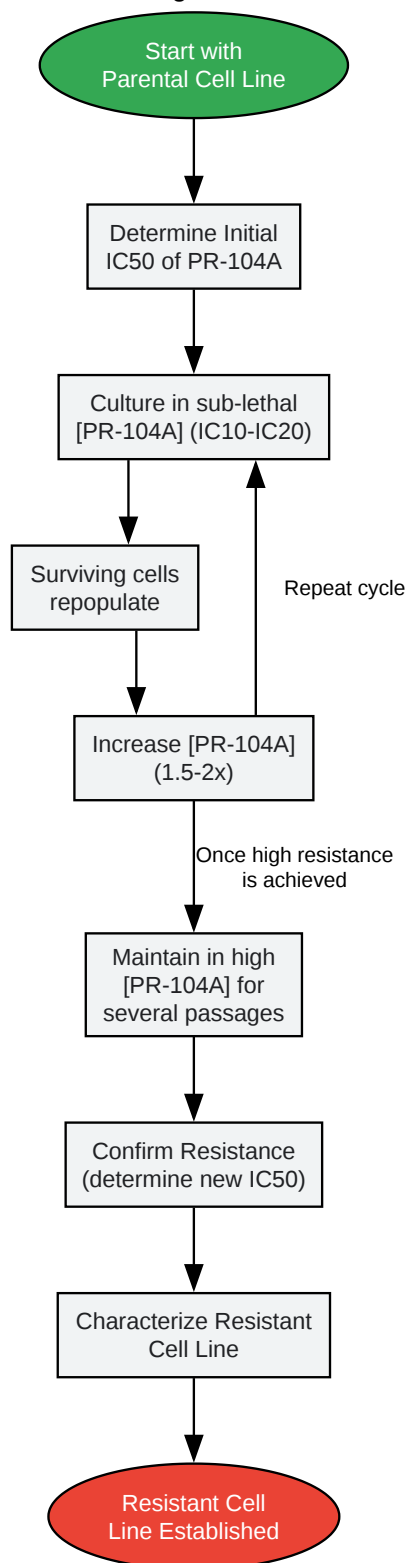 Start with
Parental Cell Line
Determine Initial
IC50 of PR-104A
Culture in sub-lethal
[PR-104A] (IC10-IC20)
Surviving cells
repopulate
Repeat cycle
Increase [PR-104A]
(1.5-2x)
Once high resistance
is achieved
Maintain in high
[PR-104A] for
several passages
Confirm Resistance
(determine new IC50)
Characterize Resistant
Cell Line
Resistant Cell
Line Established